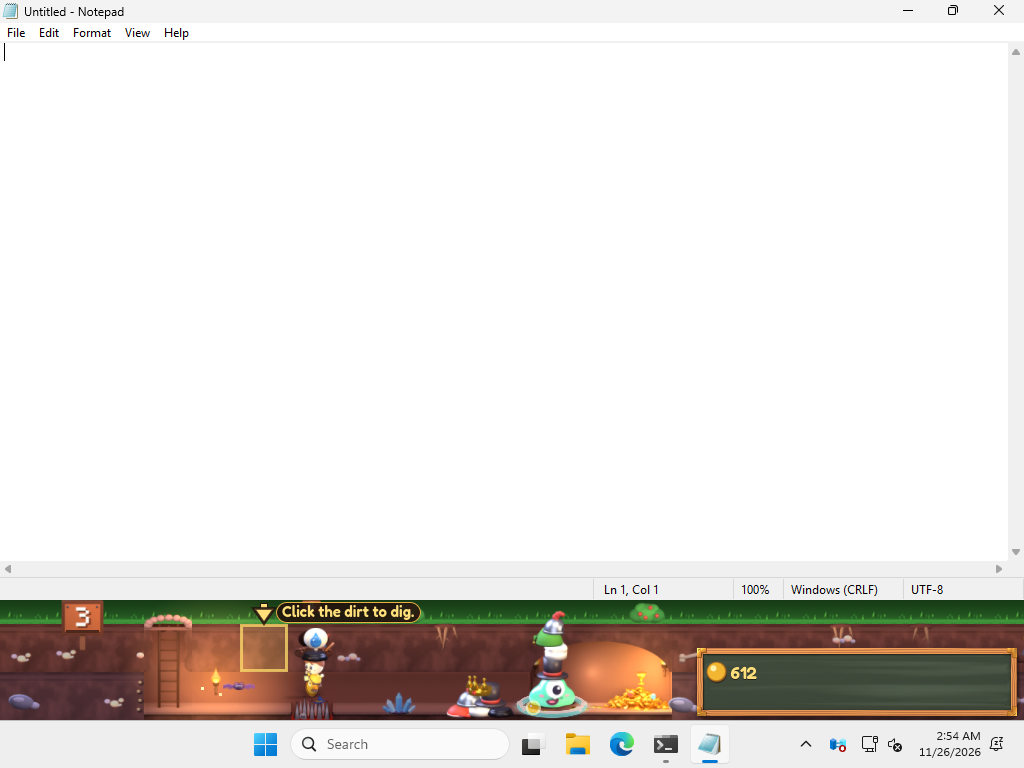 Untitled - Notepad
File Edit Format View Help
Ln 1, Col 1 100% Windows (CRLF) UTF-8
3
Click the dirt to dig.
612
Search
2:54 AM
11/26/2026